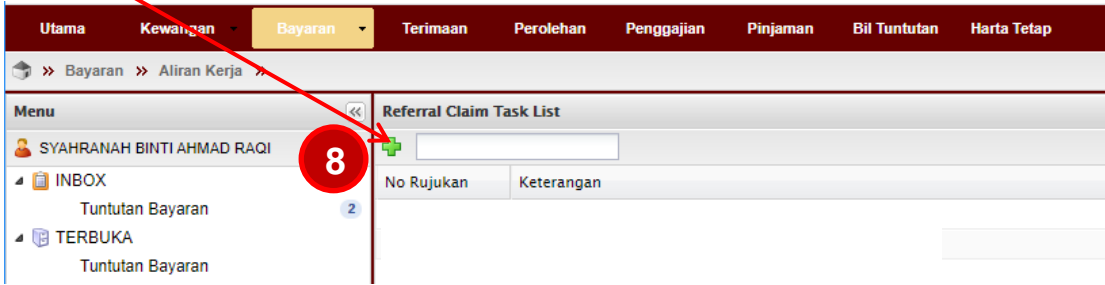 Utama Kewangan Bayaran Terimaan Perolehan Penggajian Pinjaman Bil Tuntutan Harta Tetap
» Bayaran » Aliran Kerja »
Menu
Referral Claim Task List
SYAHRANAH BINTI AHMAD RAQI
8
INBOX
No Rujukan Keterangan
Tuntutan Bayaran 2
TERBUKA
Tuntutan Bayaran